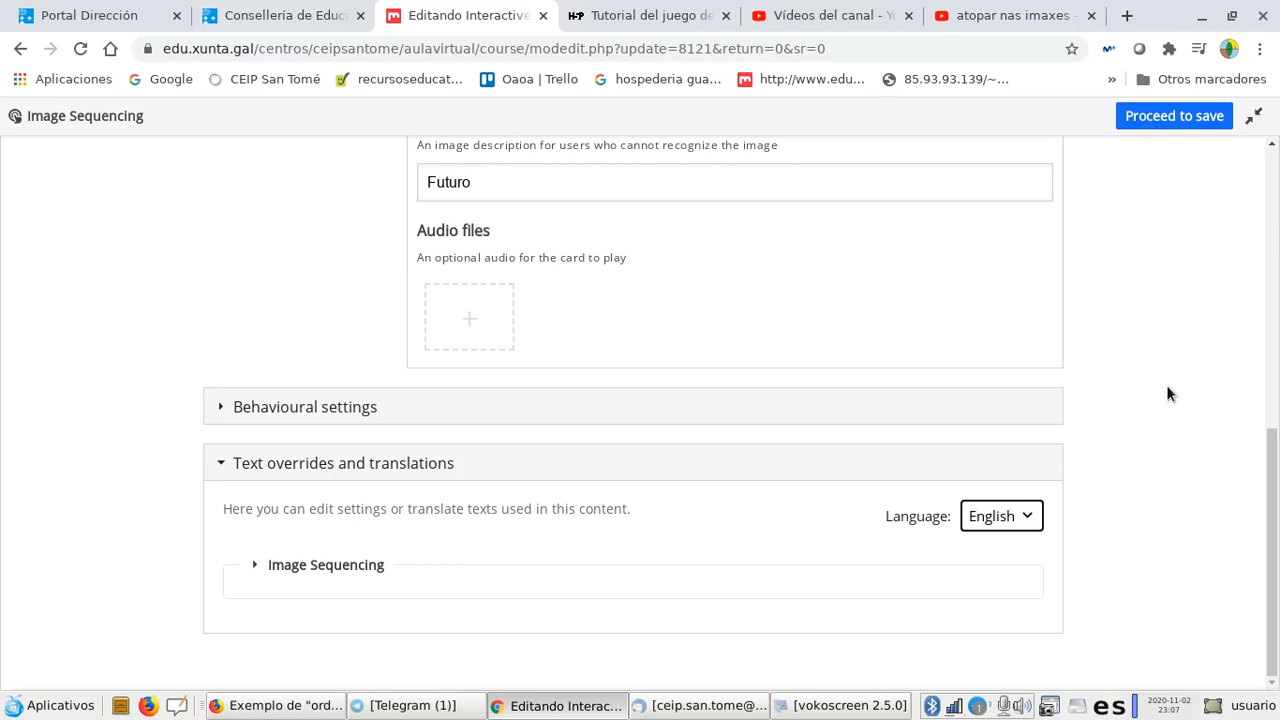 Portal Dirección
Consellería de Educ
Editando Interactive
Tutorial del juego de
Vídeos del canal - Yo
atopar nas imaxes -
edu.xunta.gal/centros/ceipsantome/aulavirtual/course/modedit.php?update=8121&return=0&sr=0
Aplicaciones
Google
CEIP San Tomé
recursoseducat...
Oaoa | Trello
hospederia gua...
http://www.edu...
85.93.93.139/~...
»
Otros marcadores
Image Sequencing
Proceed to save
An image description for users who cannot recognize the image
Futuro
Audio files
An optional audio for the card to play
+
Behavioural settings
Text overrides and translations
Here you can edit settings or translate texts used in this content.
Language:
English
Image Sequencing
Aplicativos
Exemplo de "ord...
[Telegram (1)]
Editando Interac...
[ceip.san.tome@...
[vokoscreen 2.5.0]
es
2020-11-02
23:07
usuario